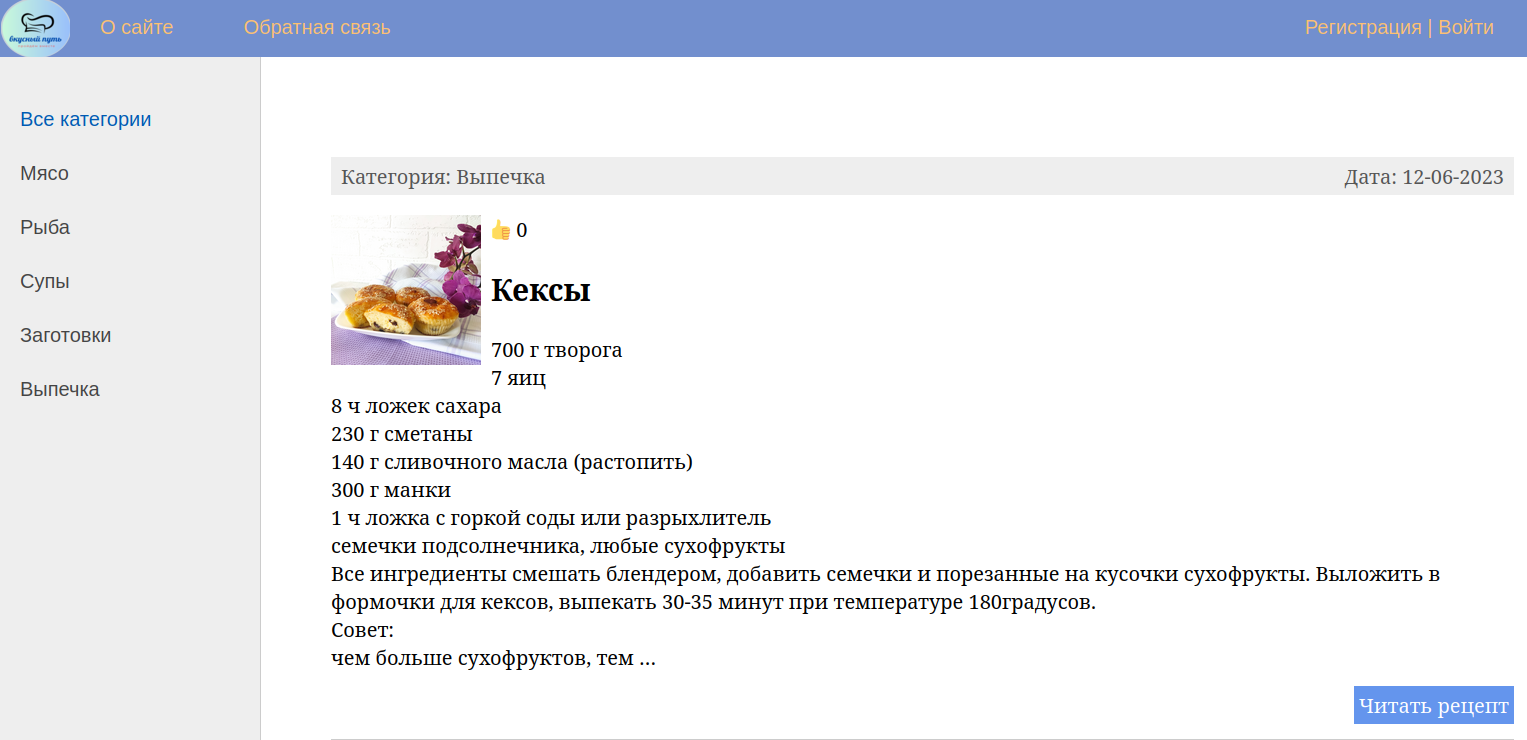 вкусный путь
О сайте
Обратная связь
Регистрация | Войти
Все категории
Мясо
Рыба
Супы
Заготовки
Выпечка
Категория: Выпечка
Дата: 12-06-2023
0
Кексы
700 г творога
7 яиц
8 ч ложек сахара
230 г сметаны
140 г сливочного масла (растопить)
300 г манки
1 ч ложка с горкой соды или разрыхлитель
семечки подсолнечника, любые сухофрукты
Все ингредиенты смешать блендером, добавить семечки и порезанные на кусочки сухофрукты. Выложить в
формочки для кексов, выпекать 30-35 минут при температуре 180градусов.
Совет:
чем больше сухофруктов, тем ...
Читать рецепт